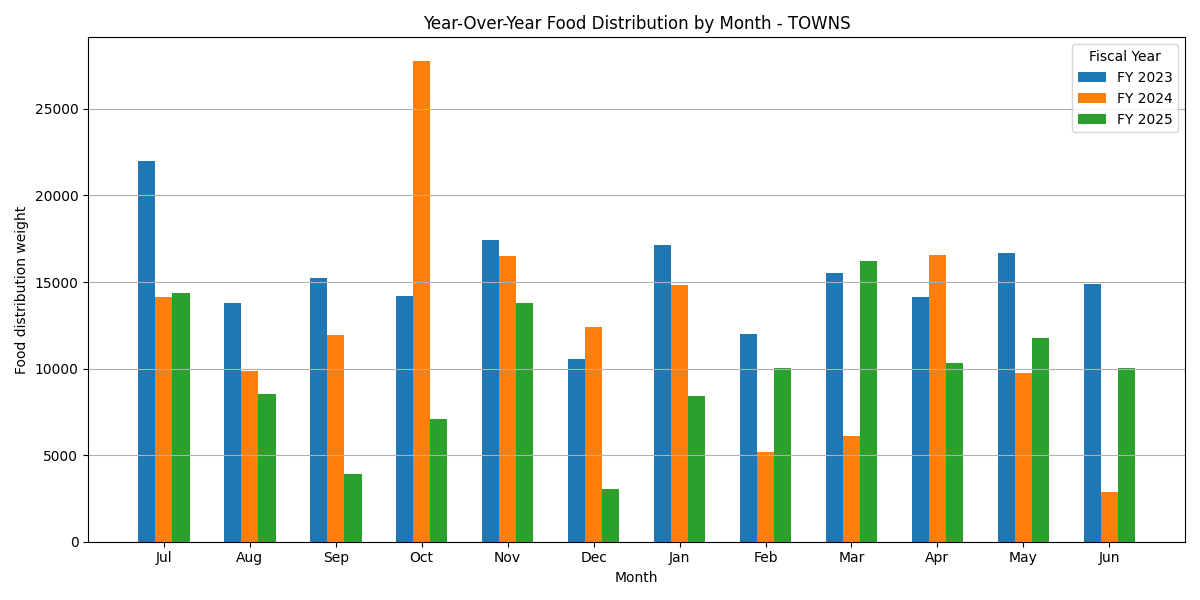 Year-Over-Year Food Distribution by Month - TOWNS
Fiscal Year
FY 2023
FY 2024
FY 2025
Food distribution weight
25000
20000
15000
10000
5000
0
Jul Aug Sep Oct Nov Dec Jan Feb Mar Apr May Jun
Month